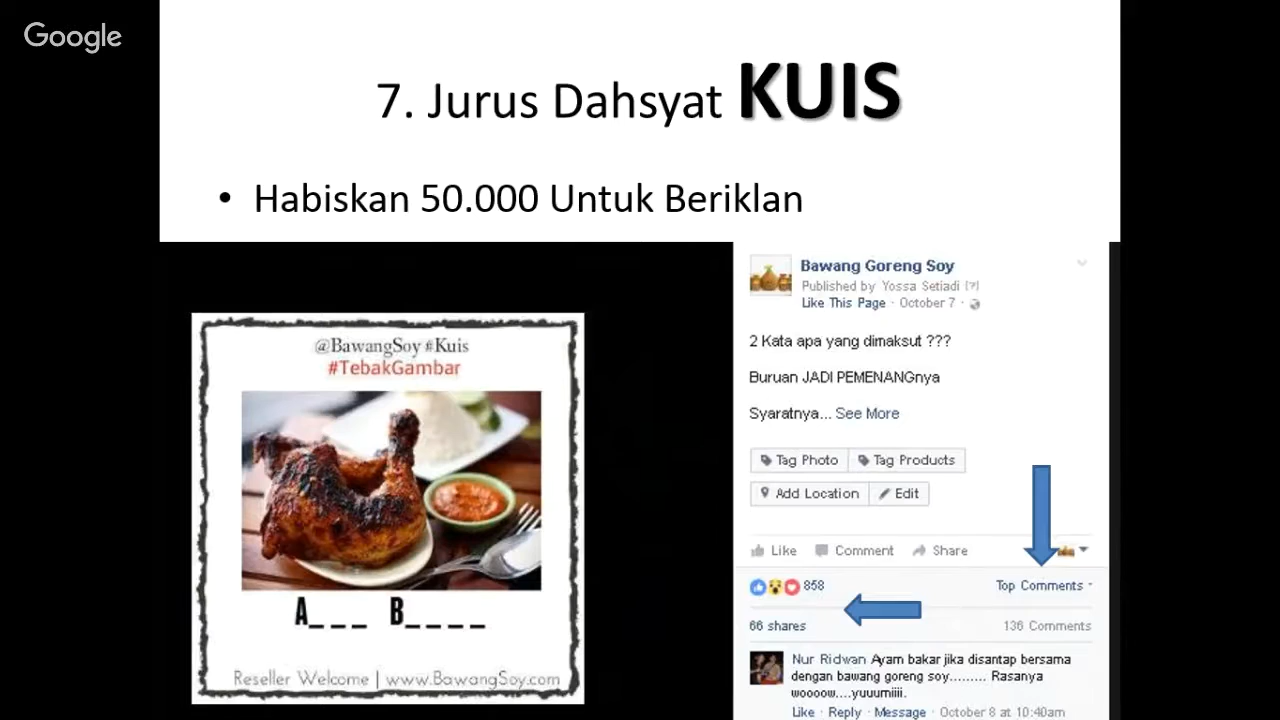 Google
7. Jurus Dahsyat KUIS
• Habiskan 50.000 Untuk Beriklan
@BawangSoy #Kuis
#TebakGambar
A___ B____
Reseller Welcome | www.BawangSoy.com
Bawang Goreng Soy
Published by Yossa Setiadi [?]
Like This Page · October 7 ·
2 Kata apa yang dimaksut ???
Buruan JADI PEMENANGnya
Syaratnya... See More
Tag Photo Tag Products
Add Location Edit
Like Comment Share
858 Top Comments
66 shares 136 Comments
Nur Ridwan Ayam bakar jika disantap bersama
dengan bawang goreng soy......... Rasanya
woooow....yuuumiiii.
Like · Reply · Message · October 8 at 10:40am